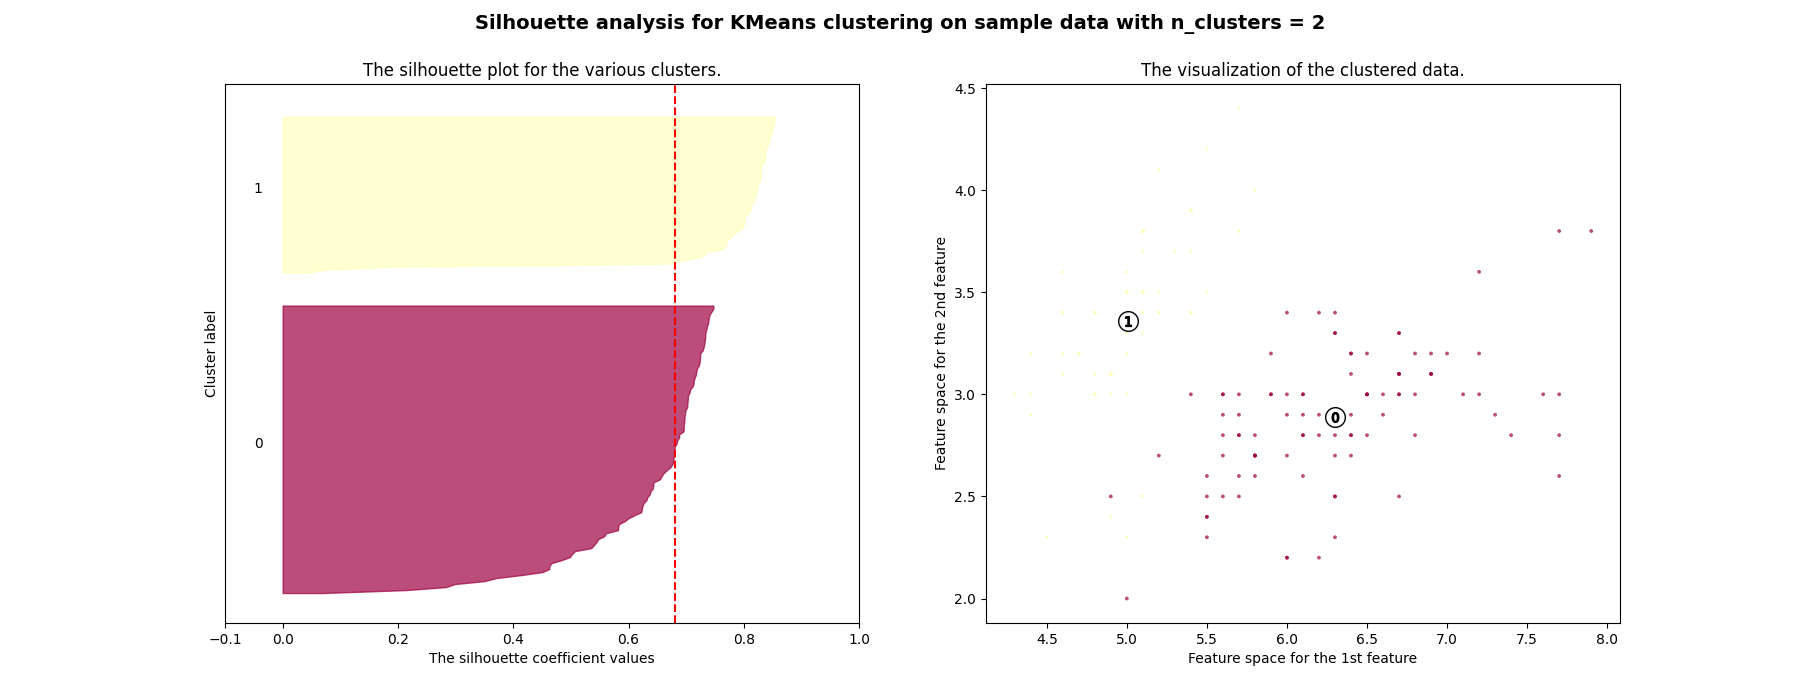 Silhouette analysis for KMeans clustering on sample data with n_clusters = 2
The silhouette plot for the various clusters.
Cluster label
1
0
−0.1 0.0 0.2 0.4 0.6 0.8 1.0
The silhouette coefficient values
The visualization of the clustered data.
Feature space for the 2nd feature
4.5
4.0
3.5
3.0
2.5
2.0
1
0
4.5 5.0 5.5 6.0 6.5 7.0 7.5 8.0
Feature space for the 1st feature